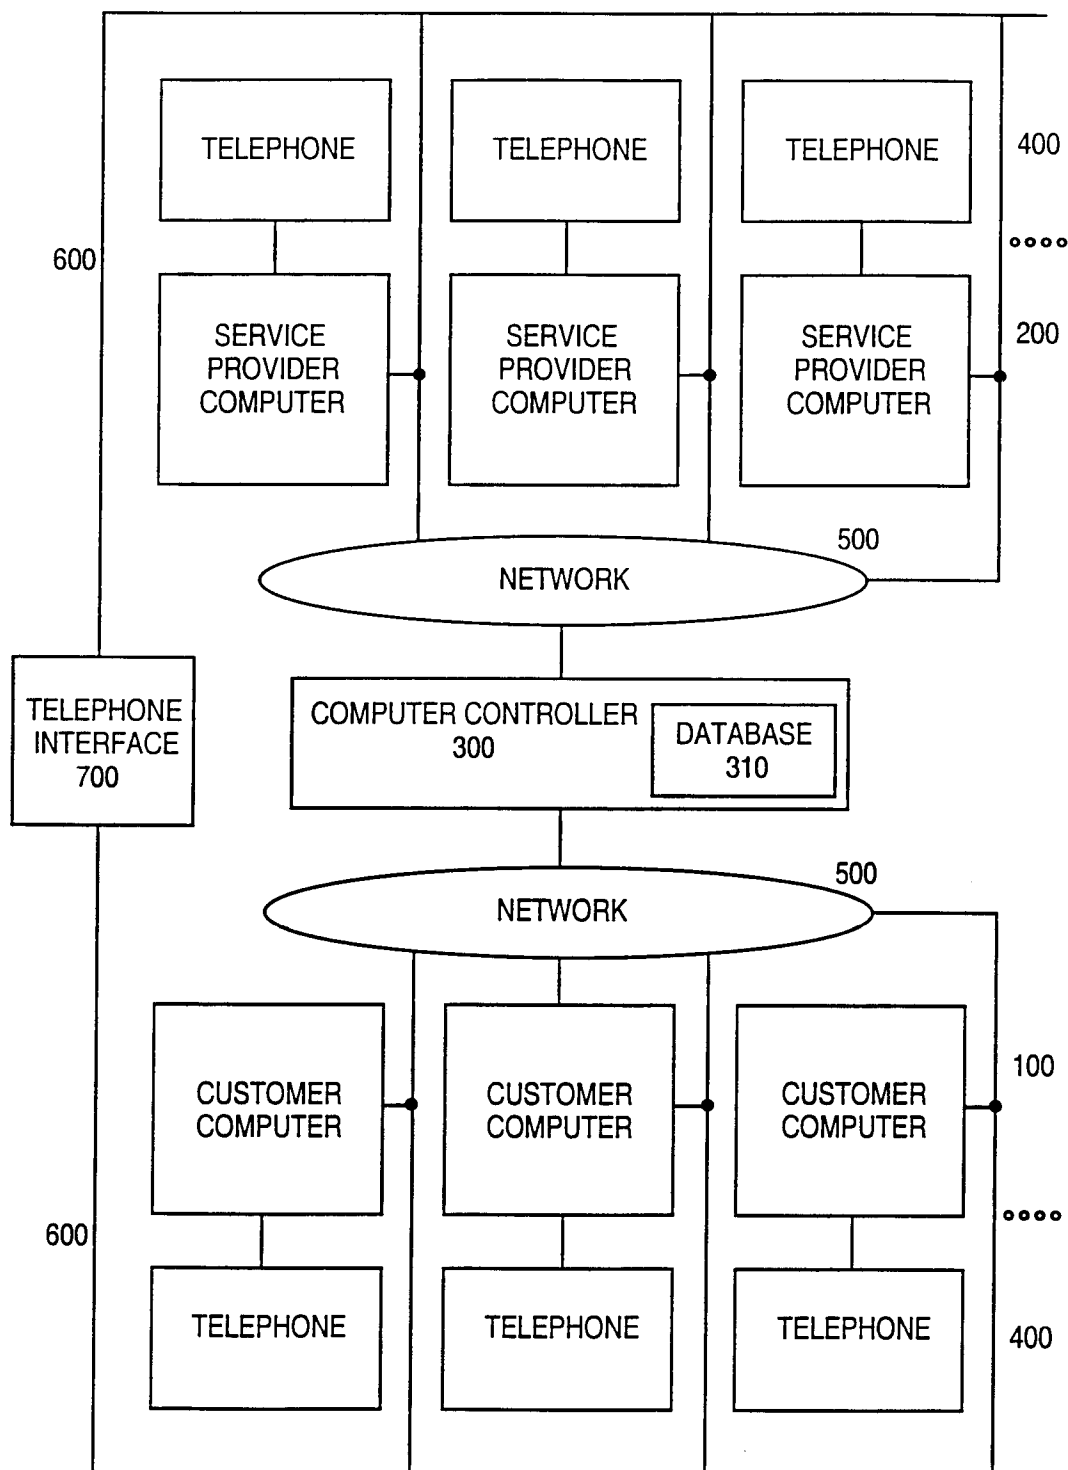 TELEPHONE
TELEPHONE
TELEPHONE
400
600
SERVICE
PROVIDER
COMPUTER
SERVICE
PROVIDER
COMPUTER
SERVICE
PROVIDER
COMPUTER
200
500
NETWORK
TELEPHONE
INTERFACE
700
COMPUTER CONTROLLER
300
DATABASE
310
500
NETWORK
CUSTOMER
COMPUTER
CUSTOMER
COMPUTER
CUSTOMER
COMPUTER
100
600
TELEPHONE
TELEPHONE
TELEPHONE
400